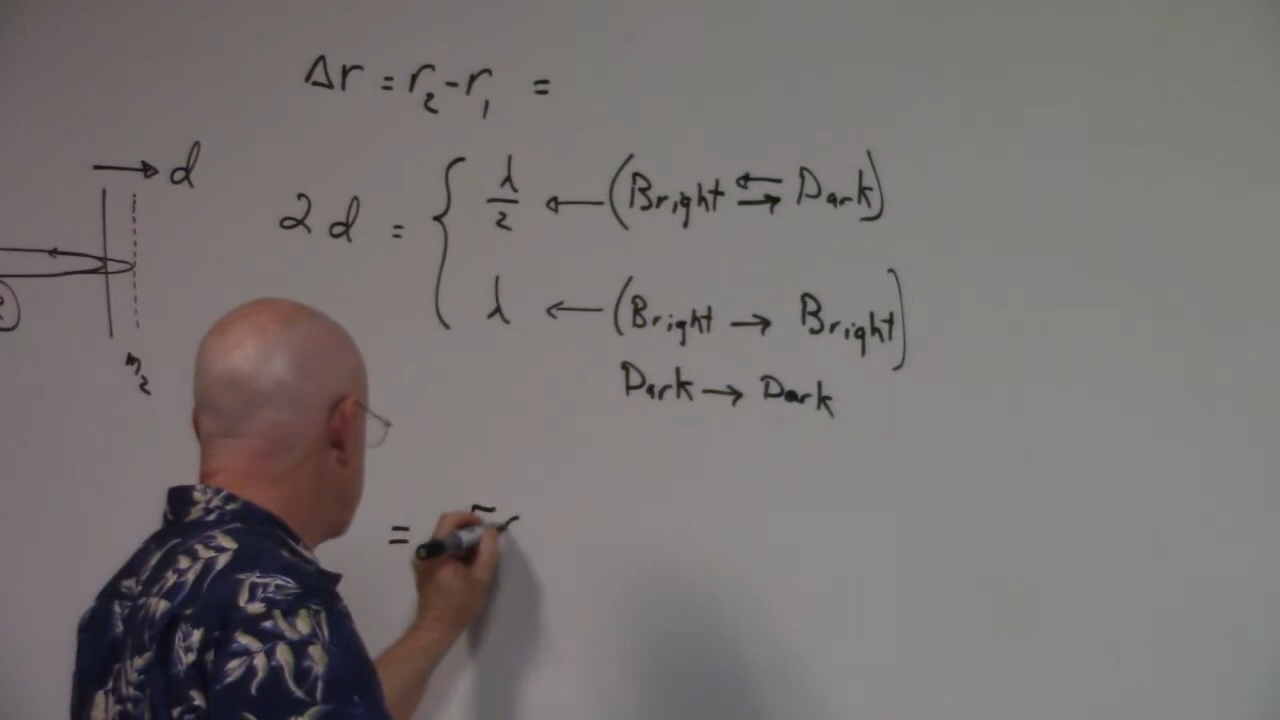 Δr = r₂ - r₁ =
d
2d = { λ/2 ← (Bright ⇄ Dark)
λ ← (Bright → Bright)
Dark → Dark
m₂
=